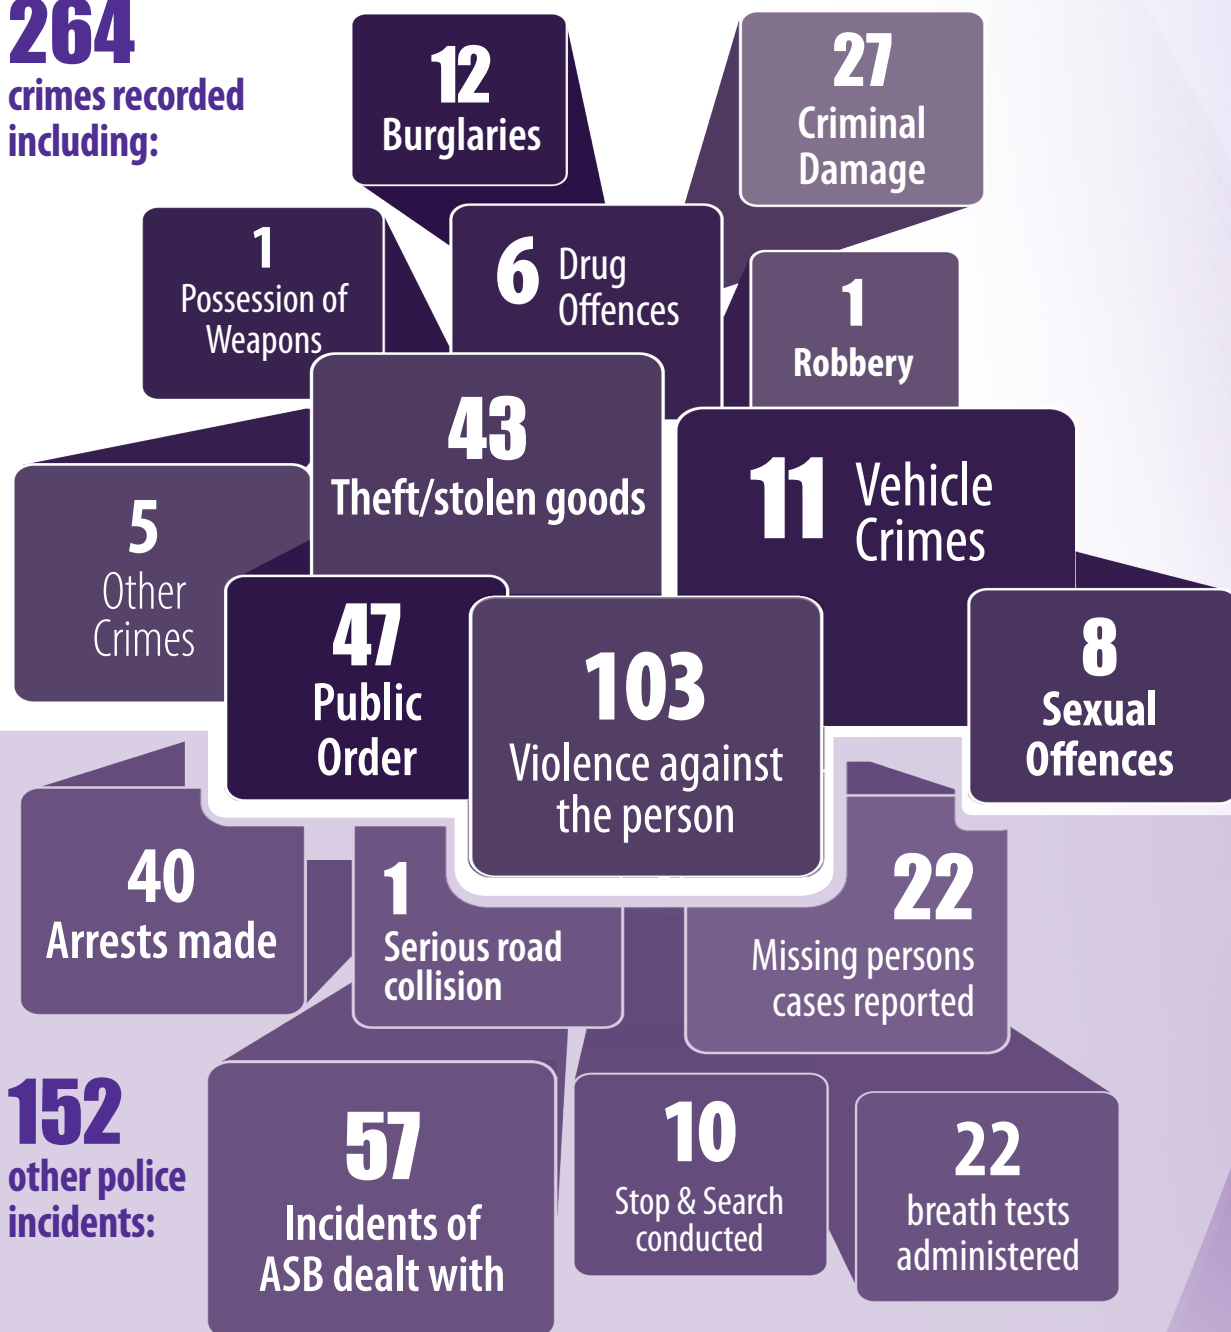 264
crimes recorded
including:
12
Burglaries
27
Criminal
Damage
1
Possession of
Weapons
6 Drug
Offences
1
Robbery
43
Theft/stolen goods
11 Vehicle
Crimes
5
Other
Crimes
47
Public
Order
103
Violence against
the person
8
Sexual
Offences
40
Arrests made
1
Serious road
collision
22
Missing persons
cases reported
152
other police
incidents:
57
Incidents of
ASB dealt with
10
Stop & Search
conducted
22
breath tests
administered